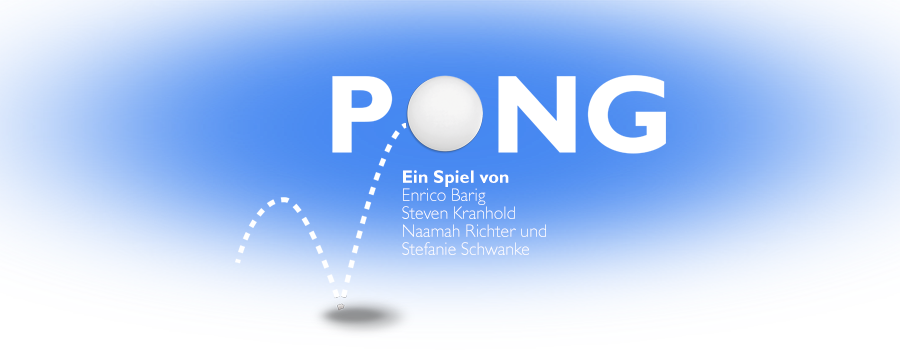 PONG
Ein Spiel von
Enrico Barig
Steven Kranhold
Naamah Richter und
Stefanie Schwanke